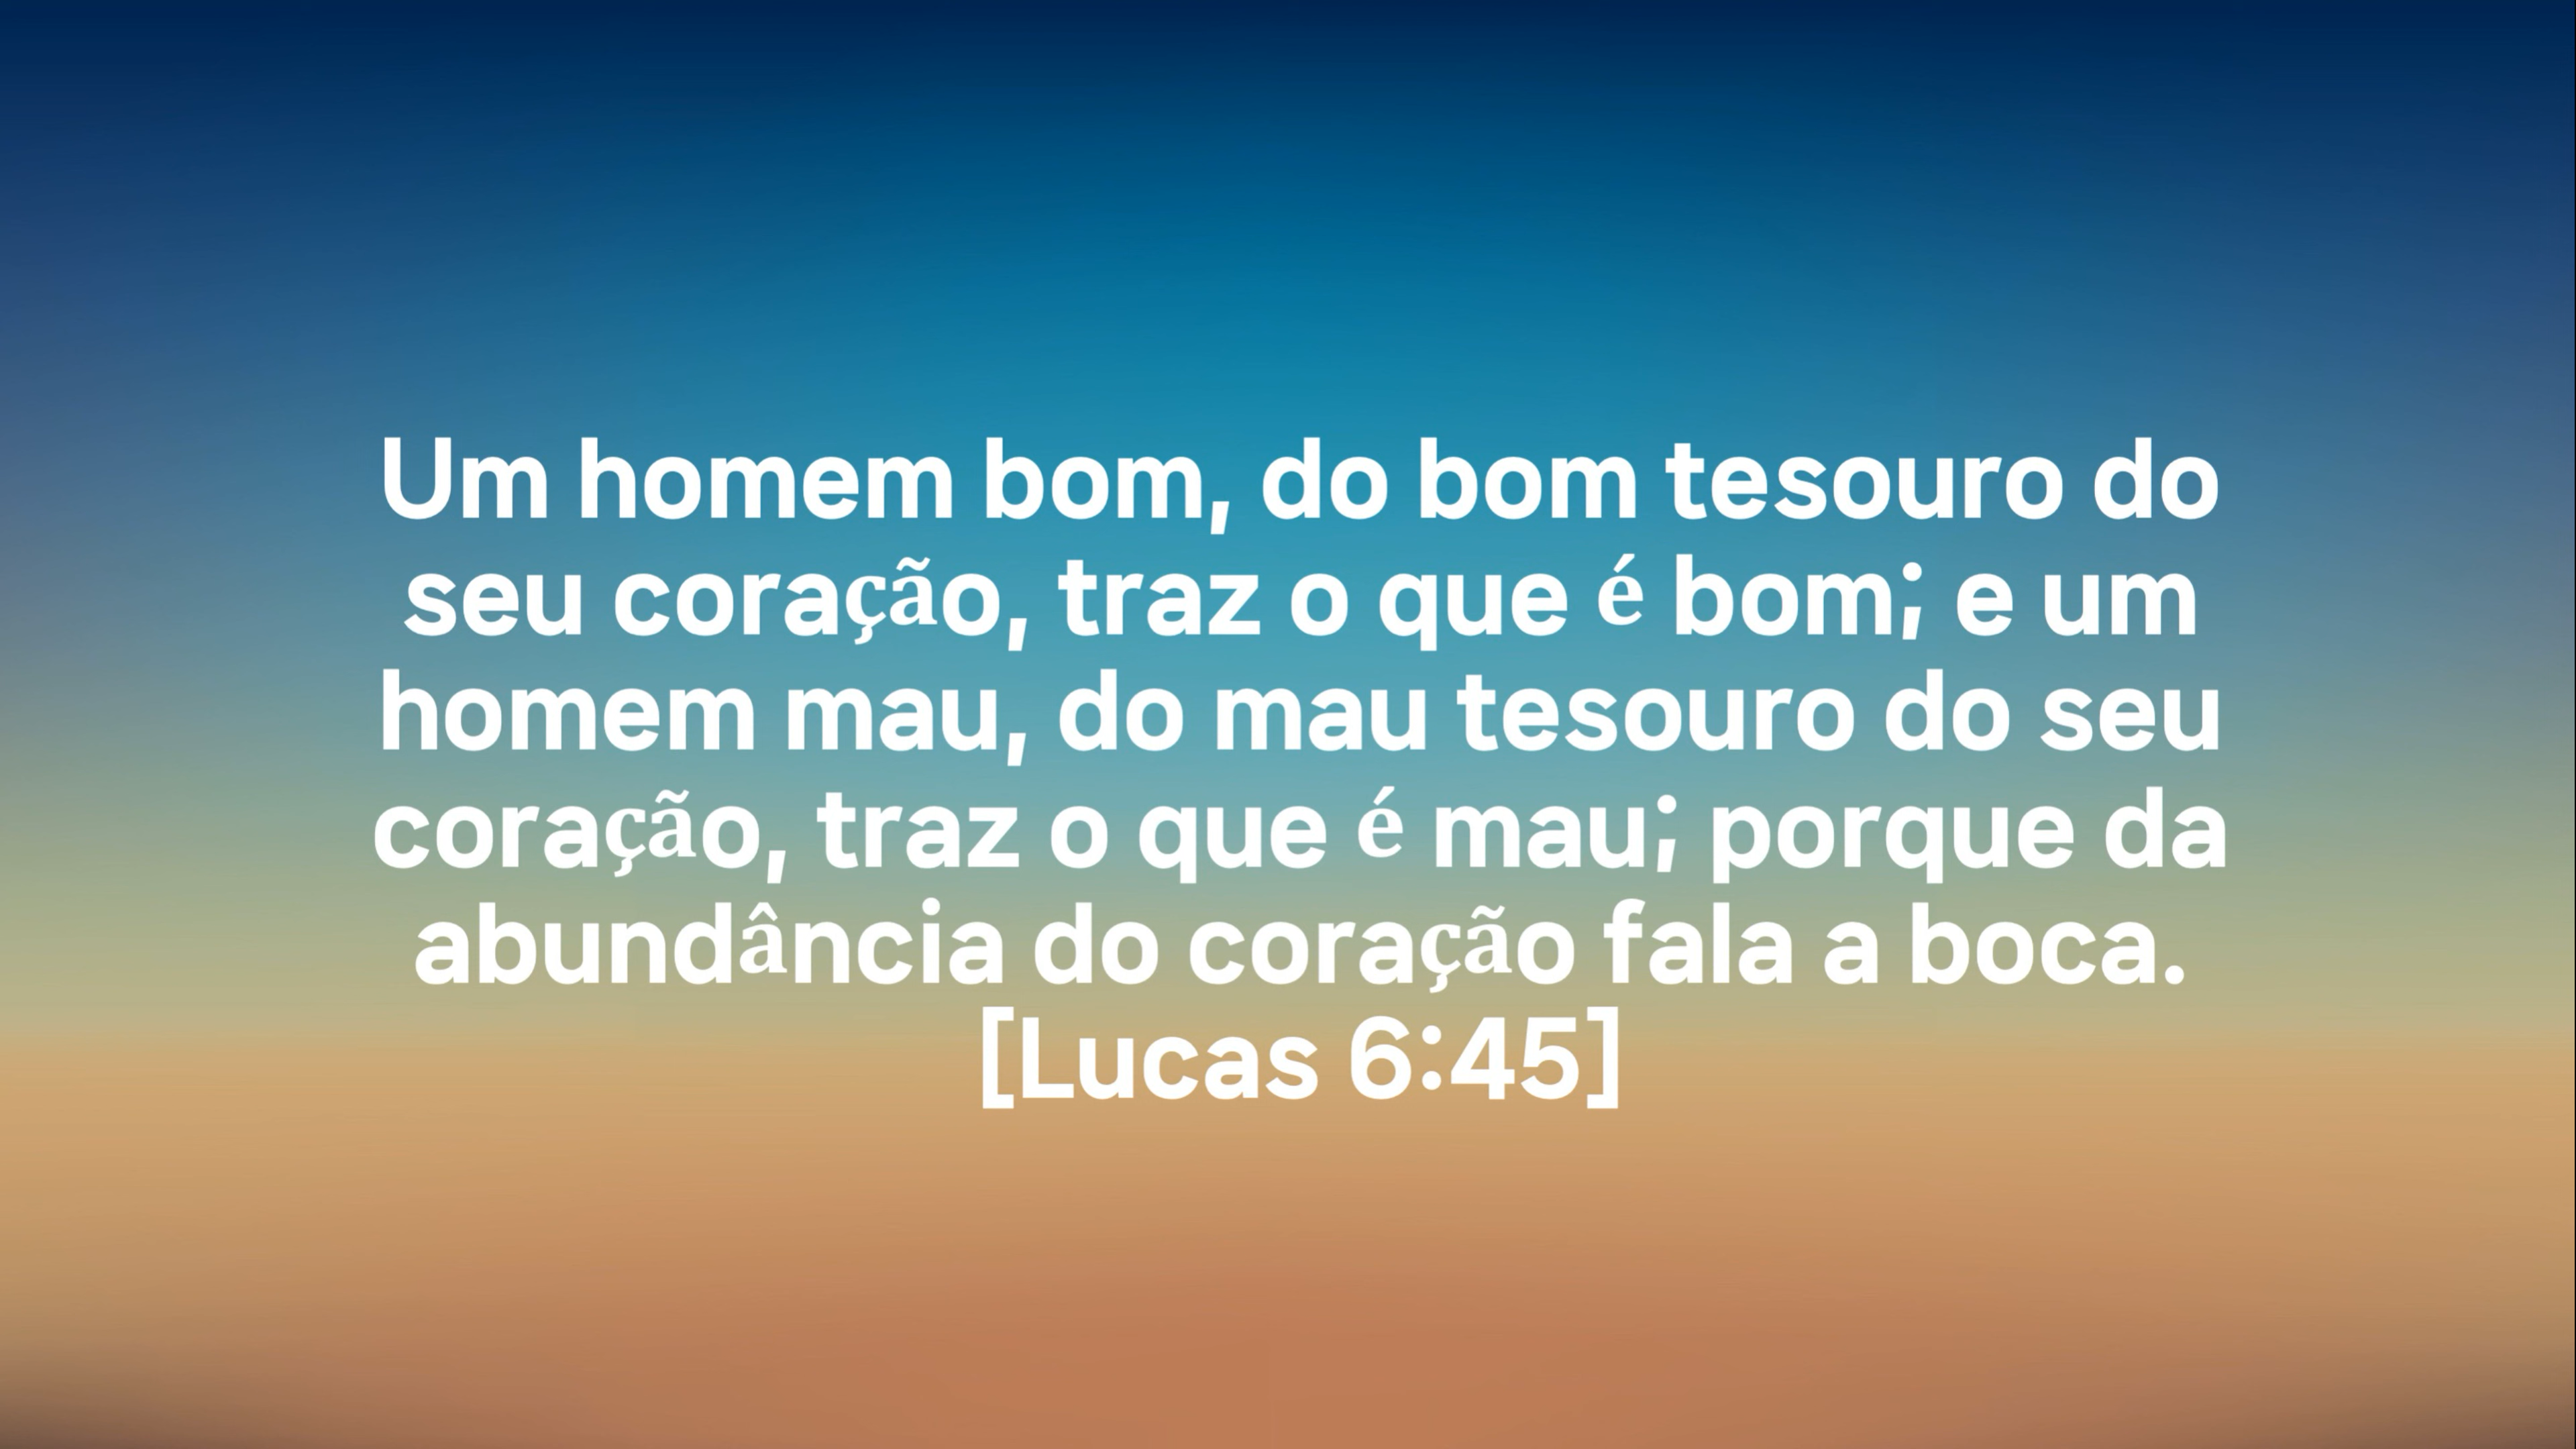 Um homem bom, do bom tesouro do
seu coração, traz o que é bom; e um
homem mau, do mau tesouro do seu
coração, traz o que é mau; porque da
abundância do coração fala a boca.
[Lucas 6:45]